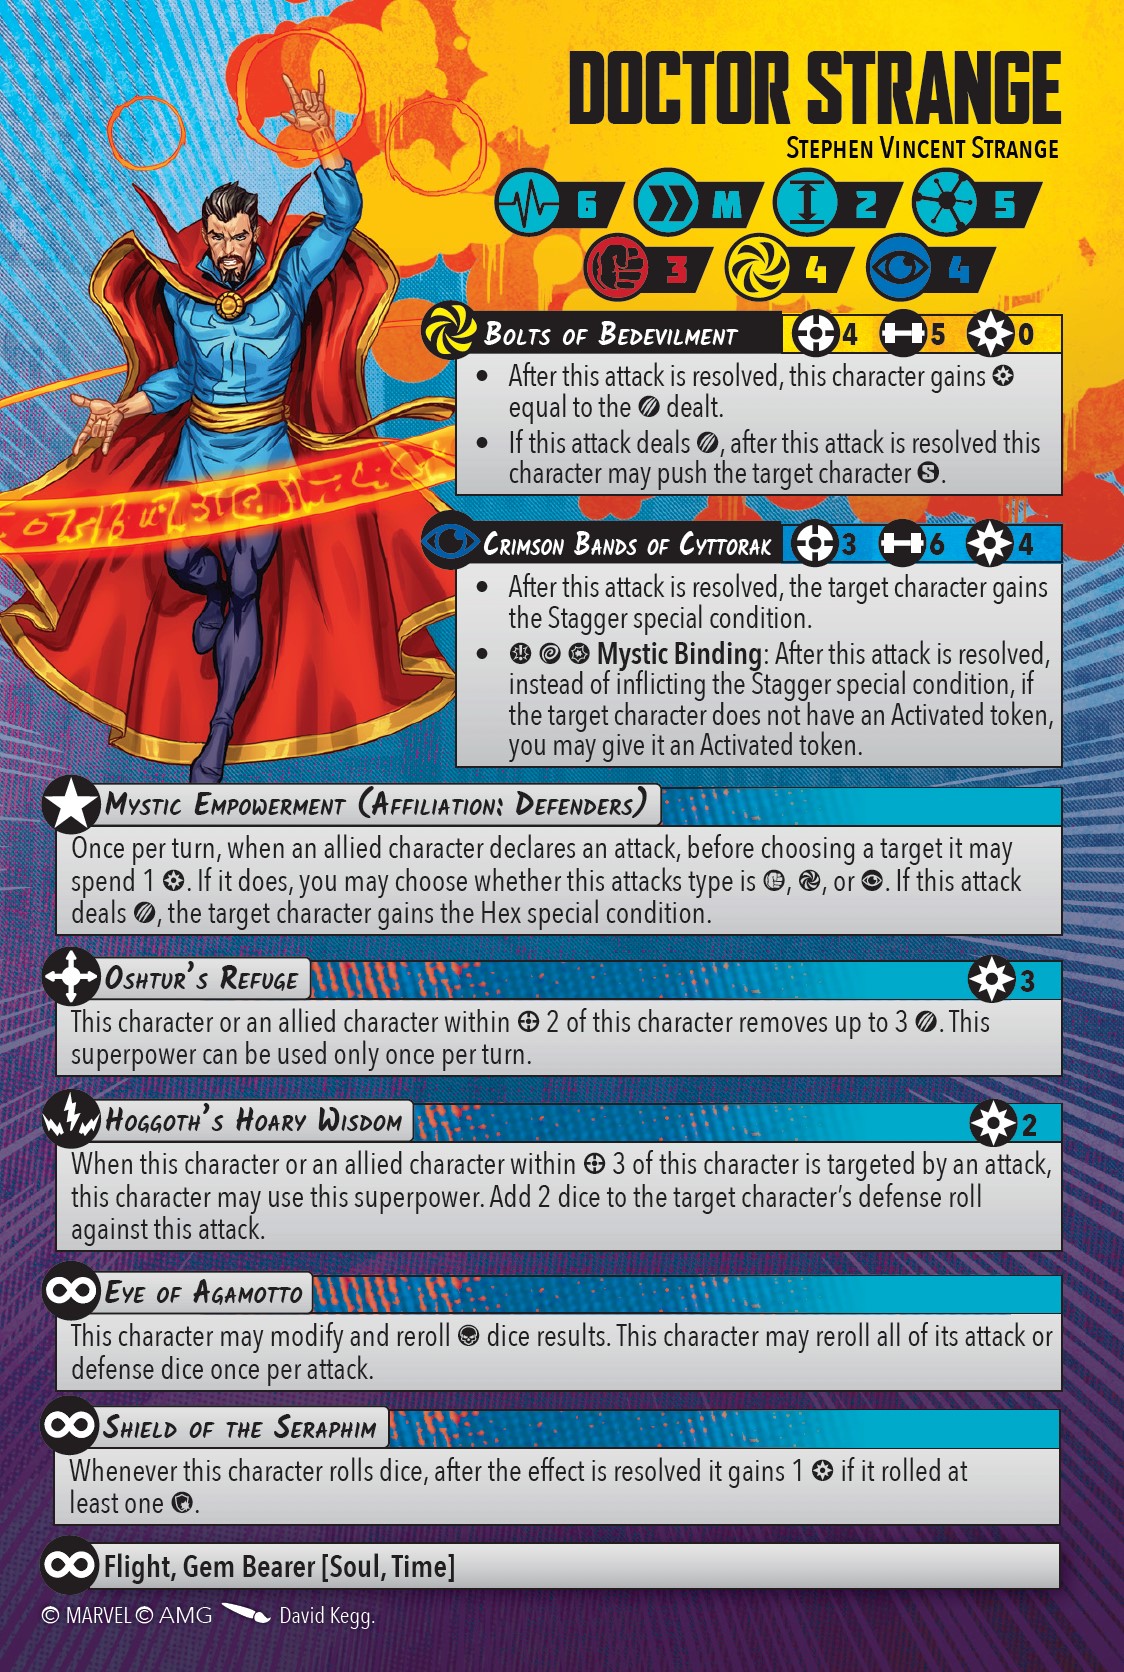 DOCTOR STRANGE
STEPHEN VINCENT STRANGE
6 M 2 5
3 4 4
BOLTS OF BEDEVILMENT 4 5 0
• After this attack is resolved, this character gains
equal to the dealt.
• If this attack deals , after this attack is resolved this
character may push the target character S.
CRIMSON BANDS OF CYTTORAK 3 6 4
• After this attack is resolved, the target character gains
the Stagger special condition.
• Mystic Binding: After this attack is resolved,
instead of inflicting the Stagger special condition, if
the target character does not have an Activated token,
you may give it an Activated token.
MYSTIC EMPOWERMENT (AFFILIATION: DEFENDERS)
Once per turn, when an allied character declares an attack, before choosing a target it may
spend 1 . If it does, you may choose whether this attacks type is , , or . If this attack
deals , the target character gains the Hex special condition.
OSHTUR'S REFUGE 3
This character or an allied character within 2 of this character removes up to 3 . This
superpower can be used only once per turn.
HOGGOTH'S HOARY WISDOM 2
When this character or an allied character within 3 of this character is targeted by an attack,
this character may use this superpower. Add 2 dice to the target character's defense roll
against this attack.
EYE OF AGAMOTTO
This character may modify and reroll dice results. This character may reroll all of its attack or
defense dice once per attack.
SHIELD OF THE SERAPHIM
Whenever this character rolls dice, after the effect is resolved it gains 1 if it rolled at
least one .
Flight, Gem Bearer [Soul, Time]
© MARVEL © AMG David Kegg.